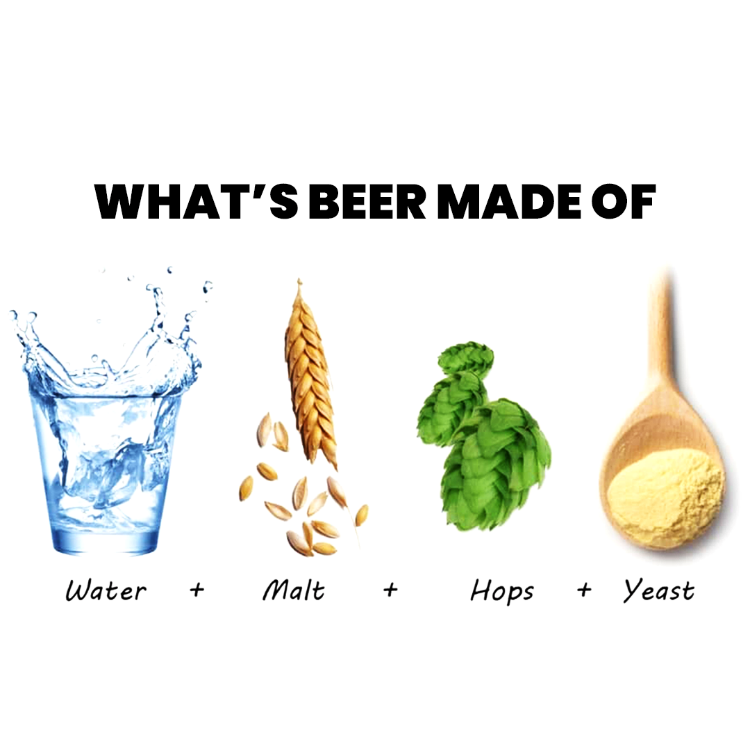 WHAT'S BEER MADE OF
Water + Malt + Hops + Yeast